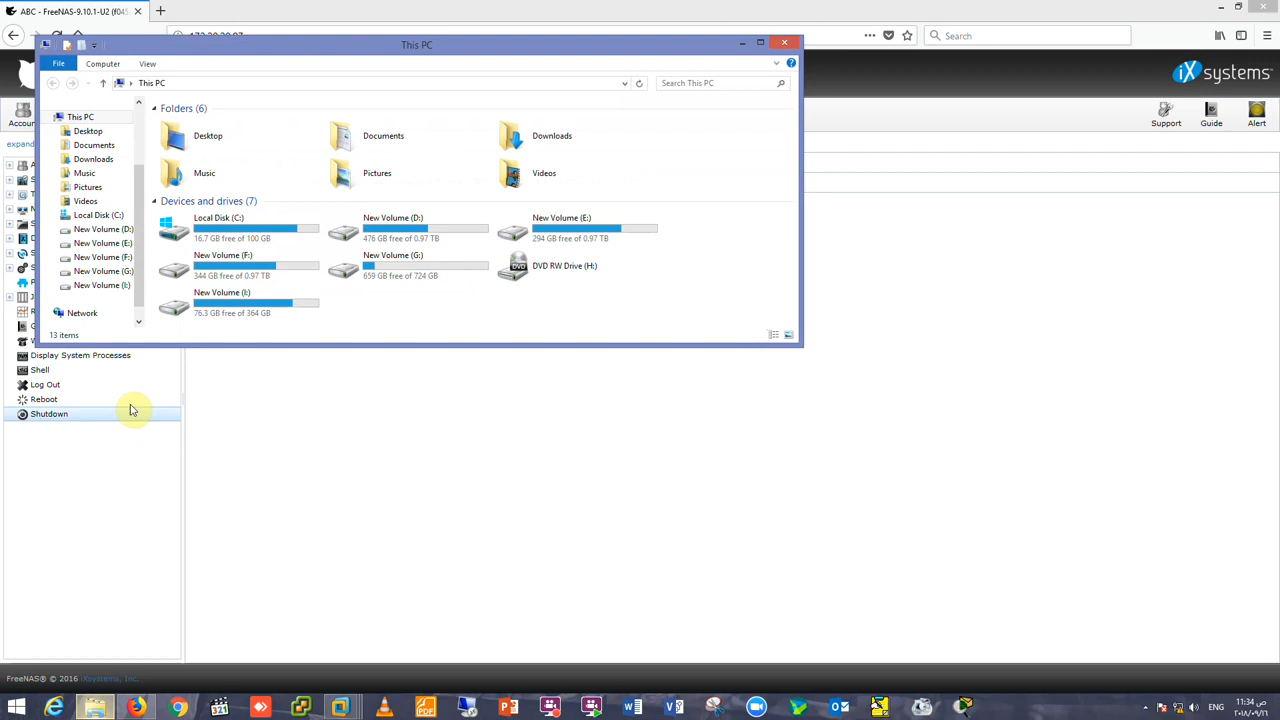 ABC - FreeNAS-9.10.1-U2 (f045
Search
This PC
File
Computer
View
This PC
Search This PC
iXsystems
Accou
Support
Guide
Alert
expand
This PC
Desktop
Documents
Downloads
Music
Pictures
Videos
Local Disk (C:)
New Volume (D:)
New Volume (E:)
New Volume (F:)
New Volume (G:)
New Volume (I:)
Network
Folders (6)
Desktop
Documents
Downloads
Music
Pictures
Videos
Devices and drives (7)
Local Disk (C:)
16.7 GB free of 100 GB
New Volume (D:)
476 GB free of 0.97 TB
New Volume (E:)
294 GB free of 0.97 TB
New Volume (F:)
344 GB free of 0.97 TB
New Volume (G:)
659 GB free of 724 GB
DVD RW Drive (H:)
New Volume (I:)
76.3 GB free of 364 GB
13 items
Display System Processes
Shell
Log Out
Reboot
Shutdown
FreeNAS® © 2016 iXsystems, Inc.
ENG
11:34 ص